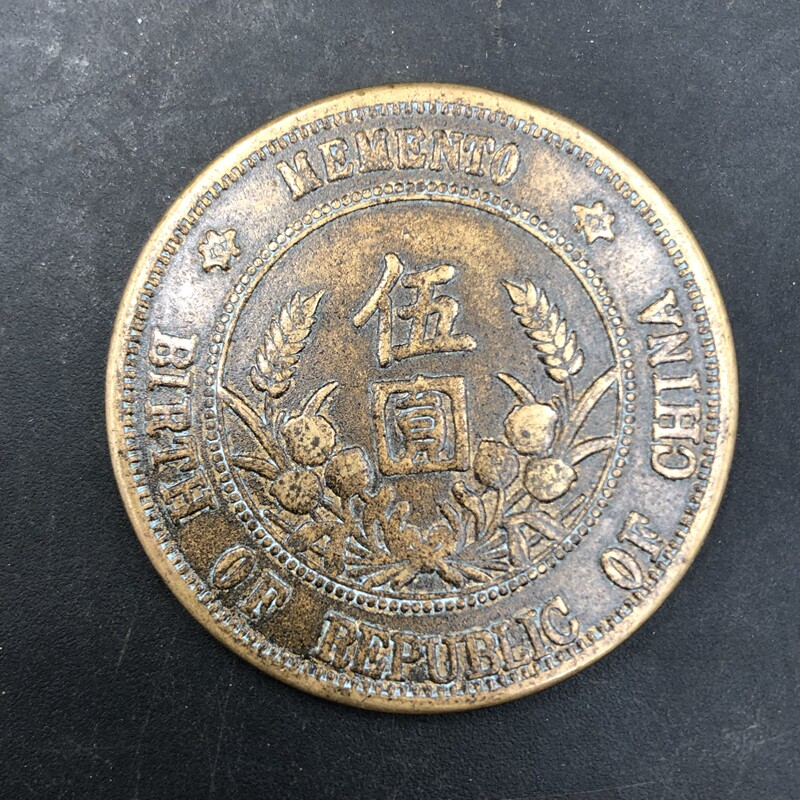 MEMENTO
伍
圓
BIRTH OF REPUBLIC OF CHINA